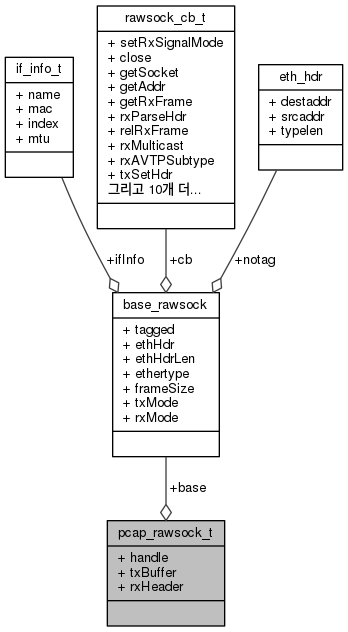 rawsock_cb_t
+ setRxSignalMode
+ close
+ getSocket
+ getAddr
+ getRxFrame
+ rxParseHdr
+ relRxFrame
+ rxMulticast
+ rxAVTPSubtype
+ txSetHdr
그리고 10개 더...
if_info_t
+ name
+ mac
+ index
+ mtu
eth_hdr
+ destaddr
+ srcaddr
+ typelen
+ifInfo
+cb
+notag
base_rawsock
+ tagged
+ ethHdr
+ ethHdrLen
+ ethertype
+ frameSize
+ txMode
+ rxMode
+base
pcap_rawsock_t
+ handle
+ txBuffer
+ rxHeader